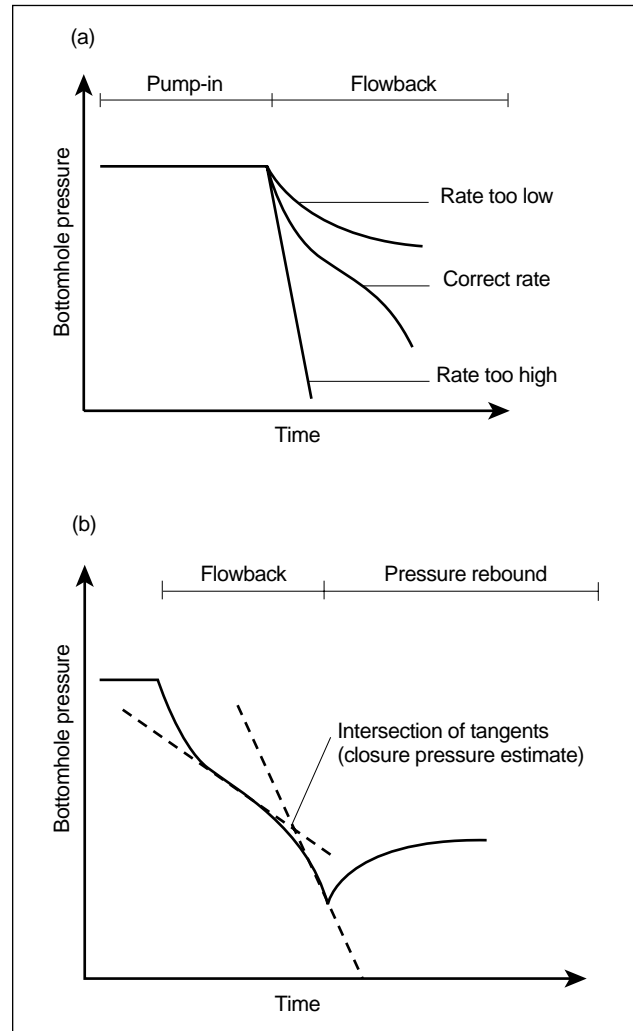 (a)
Pump-in
Flowback
Bottomhole pressure
Rate too low
Correct rate
Rate too high
Time
(b)
Flowback
Pressure rebound
Bottomhole pressure
Intersection of tangents
(closure pressure estimate)
Time